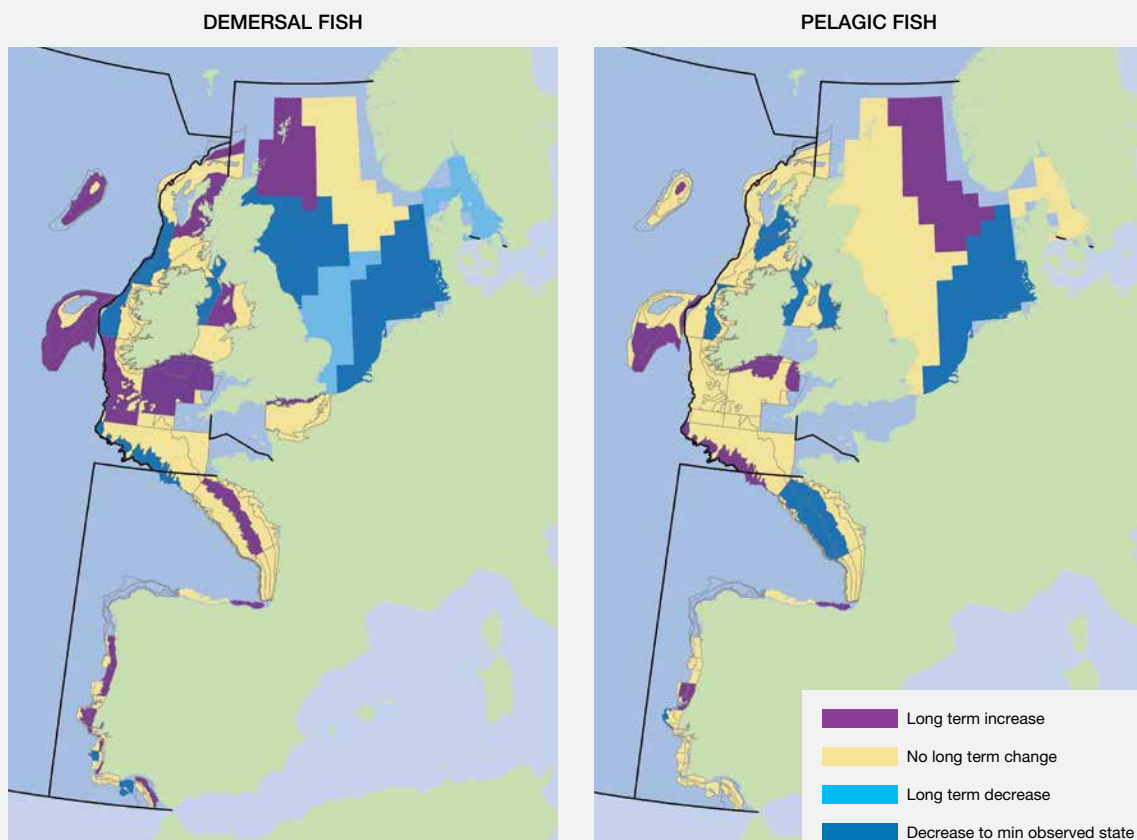 DEMERSAL FISH
PELAGIC FISH
Long term increase
No long term change
Long term decrease
Decrease to min observed state